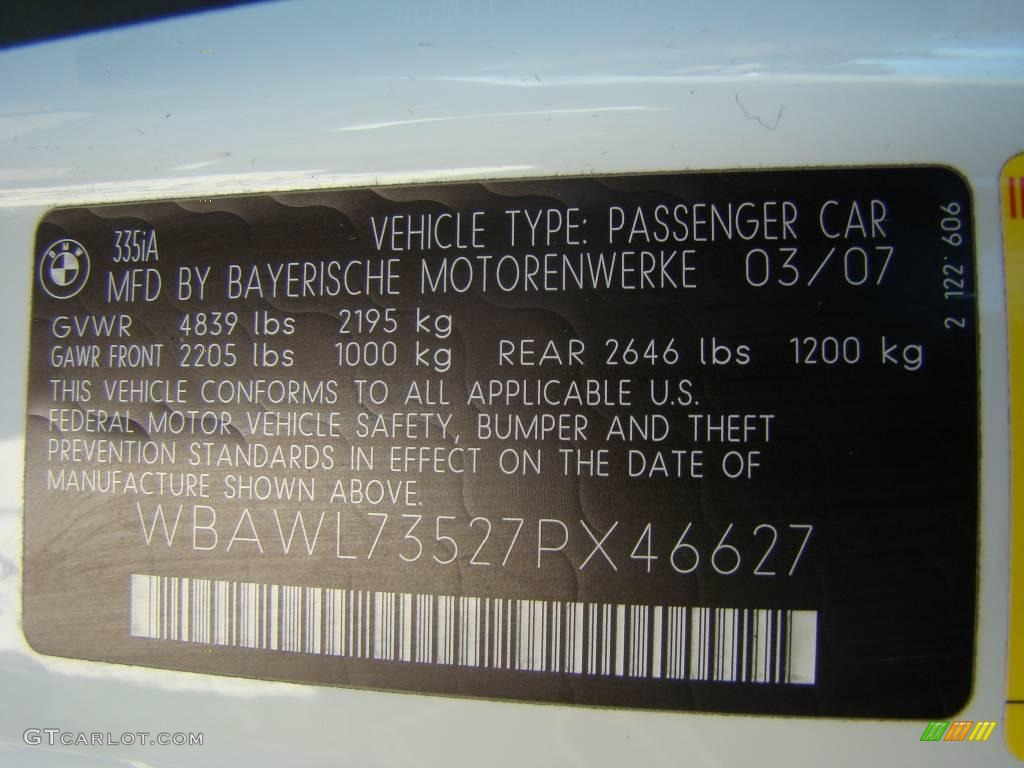 335iA VEHICLE TYPE: PASSENGER CAR
MFD BY BAYERISCHE MOTORENWERKE 03/07
GVWR 4839 lbs 2195 kg
GAWR FRONT 2205 lbs 1000 kg REAR 2646 lbs 1200 kg
THIS VEHICLE CONFORMS TO ALL APPLICABLE U.S.
FEDERAL MOTOR VEHICLE SAFETY, BUMPER AND THEFT
PREVENTION STANDARDS IN EFFECT ON THE DATE OF
MANUFACTURE SHOWN ABOVE.
WBAWL73527PX46627
2 122 606
BMW
GTCARLOT.COM